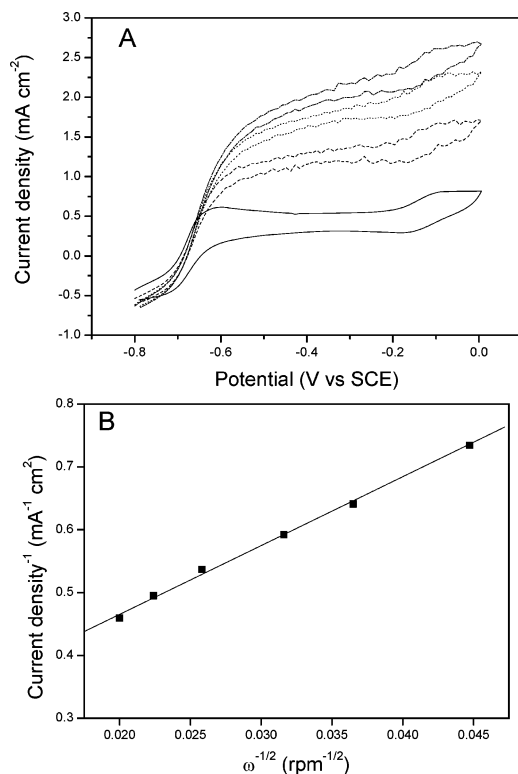 A
3.0
2.5
2.0
1.5
1.0
0.5
0.0
-0.5
-1.0
Current density (mA cm⁻²)
-0.8 -0.6 -0.4 -0.2 0.0
Potential (V vs SCE)
B
0.8
0.7
0.6
0.5
0.4
0.3
Current density⁻¹ (mA⁻¹ cm²)
0.020 0.025 0.030 0.035 0.040 0.045
ω⁻¹/² (rpm⁻¹/²)